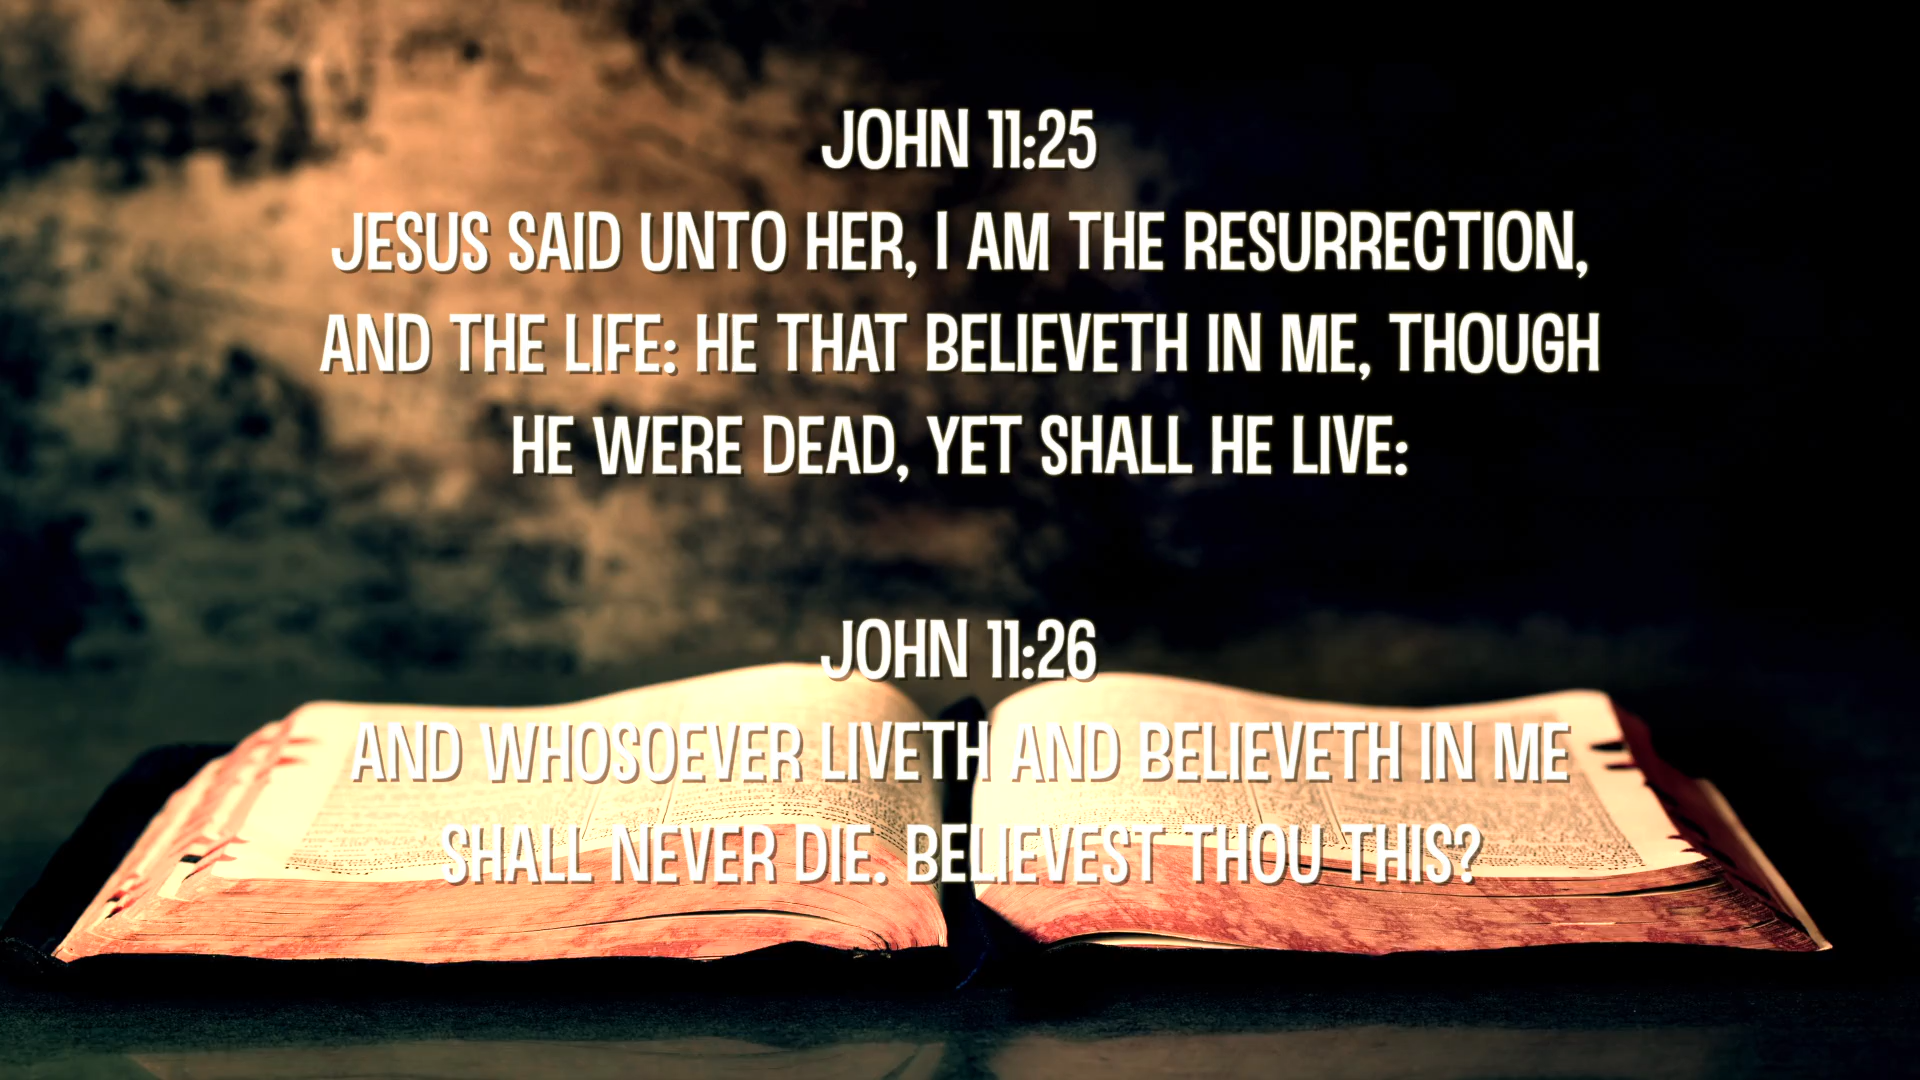 JOHN 11:25
JESUS SAID UNTO HER, I AM THE RESURRECTION,
AND THE LIFE: HE THAT BELIEVETH IN ME, THOUGH
HE WERE DEAD, YET SHALL HE LIVE:
JOHN 11:26
AND WHOSOEVER LIVETH AND BELIEVETH IN ME
SHALL NEVER DIE. BELIEVEST THOU THIS?